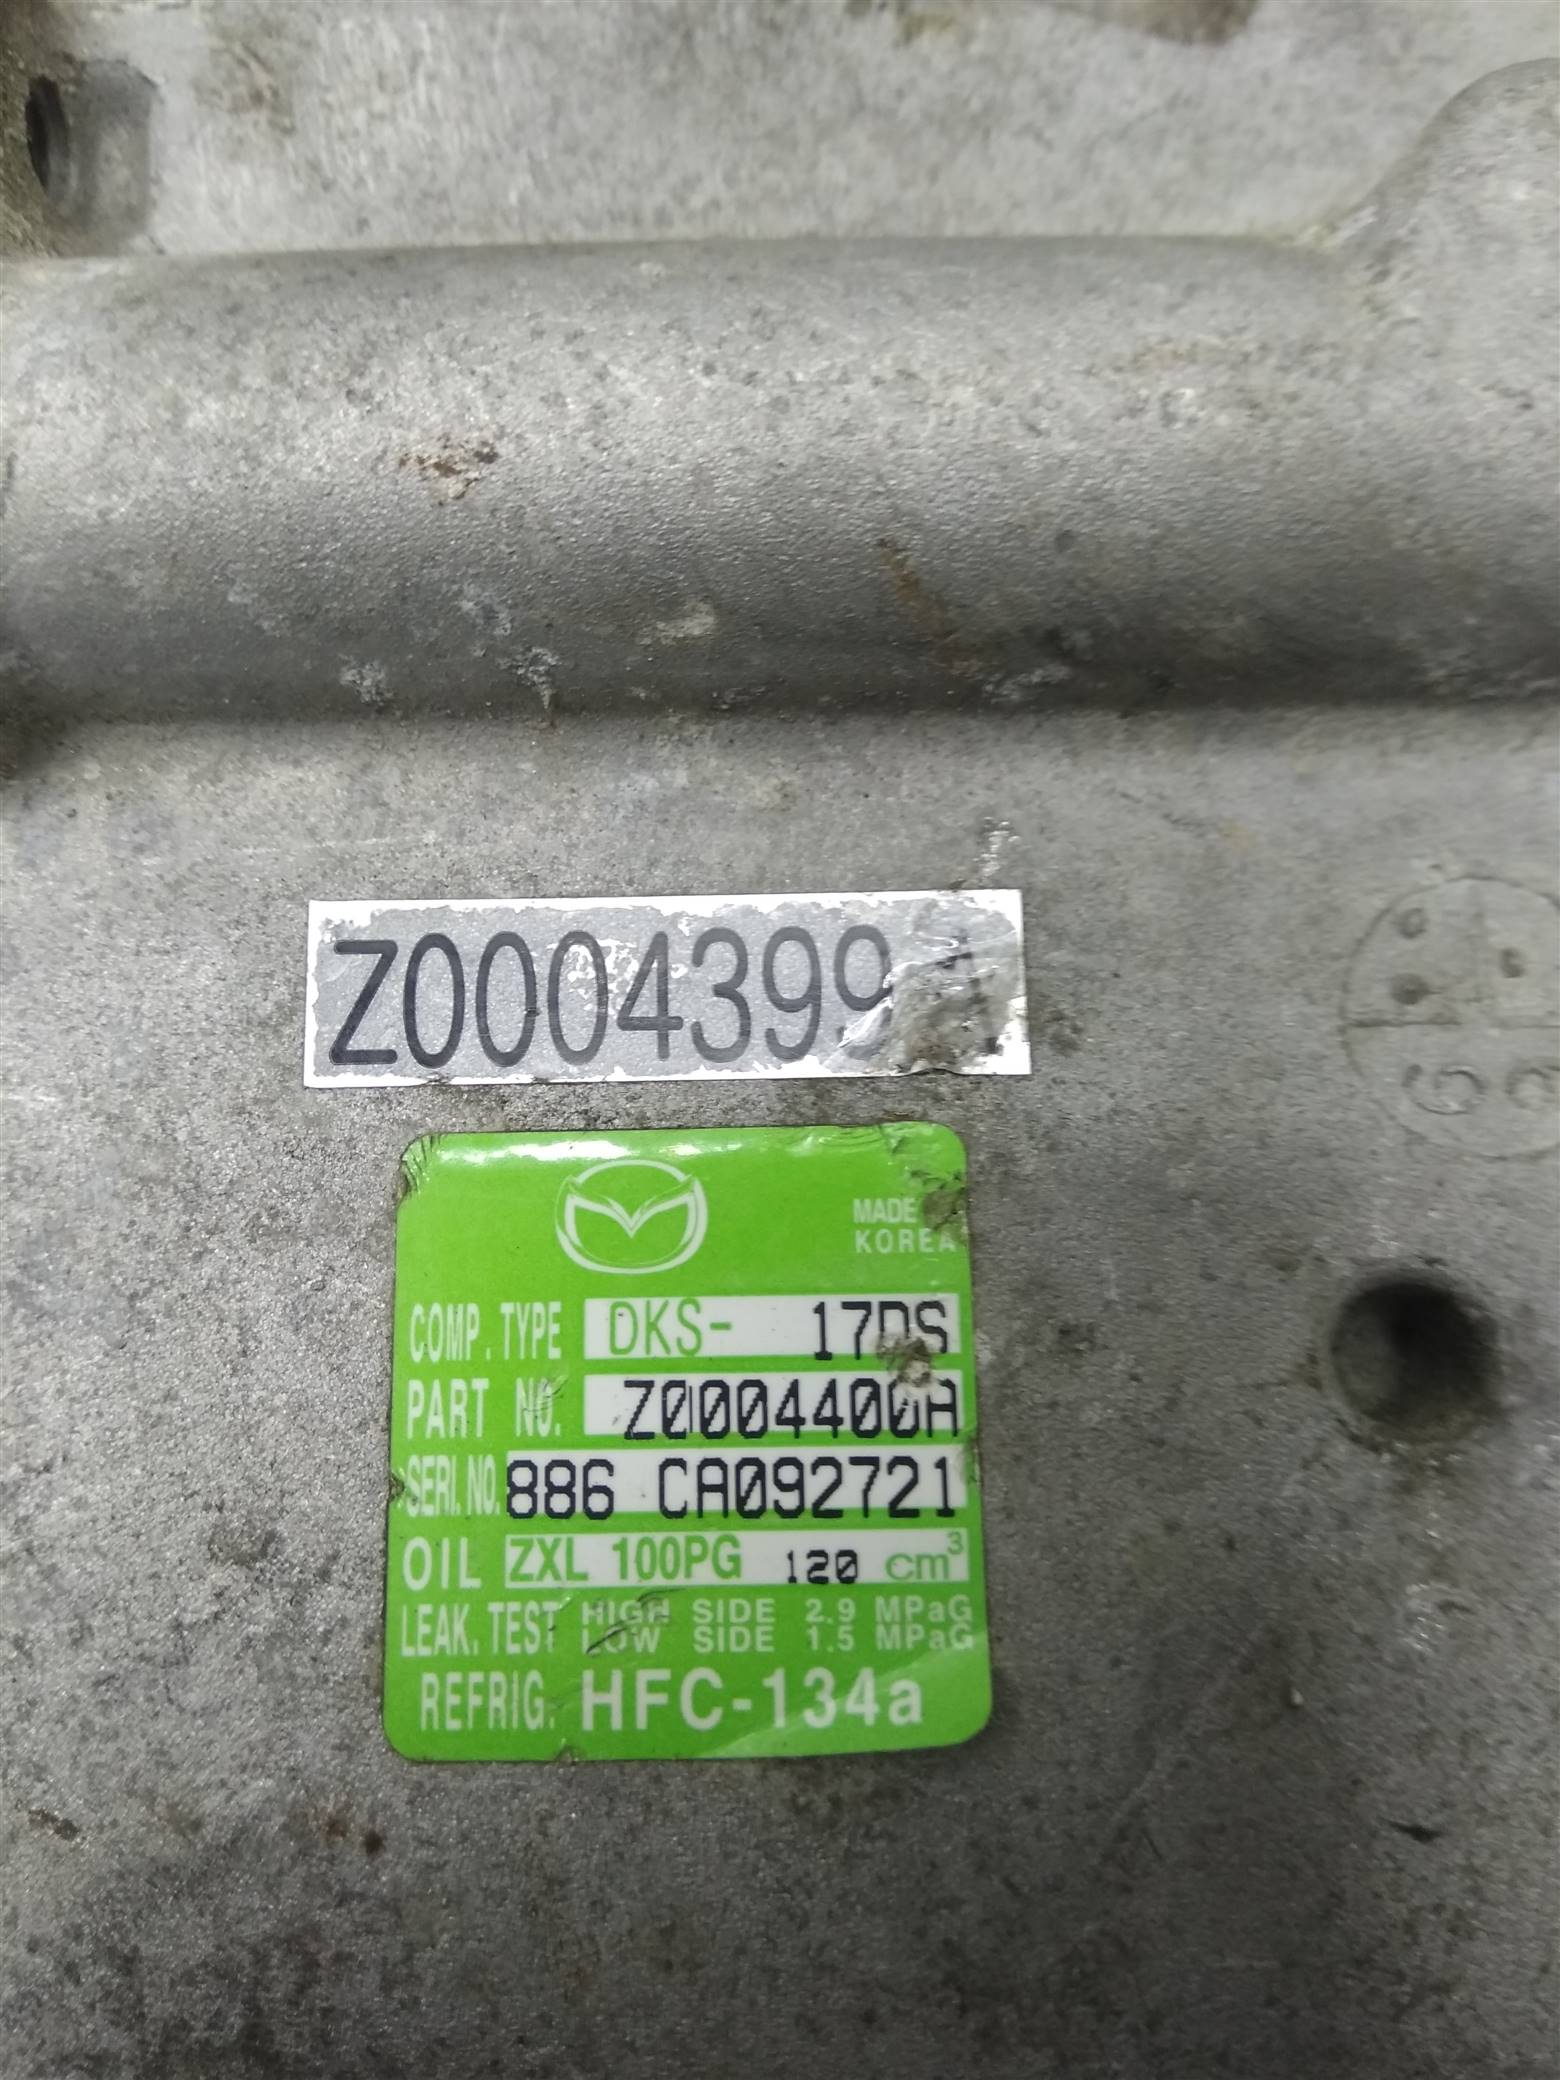 Z0004399
MADE
KOREA
COMP. TYPE DKS- 17DS
PART NO. Z0004400A
SERI. NO. 886 CA092721
OIL ZXL 100PG 120 cm³
LEAK. TEST HIGH SIDE 2.9 MPaG
LOW SIDE 1.5 MPaG
REFRIG. HFC-134a